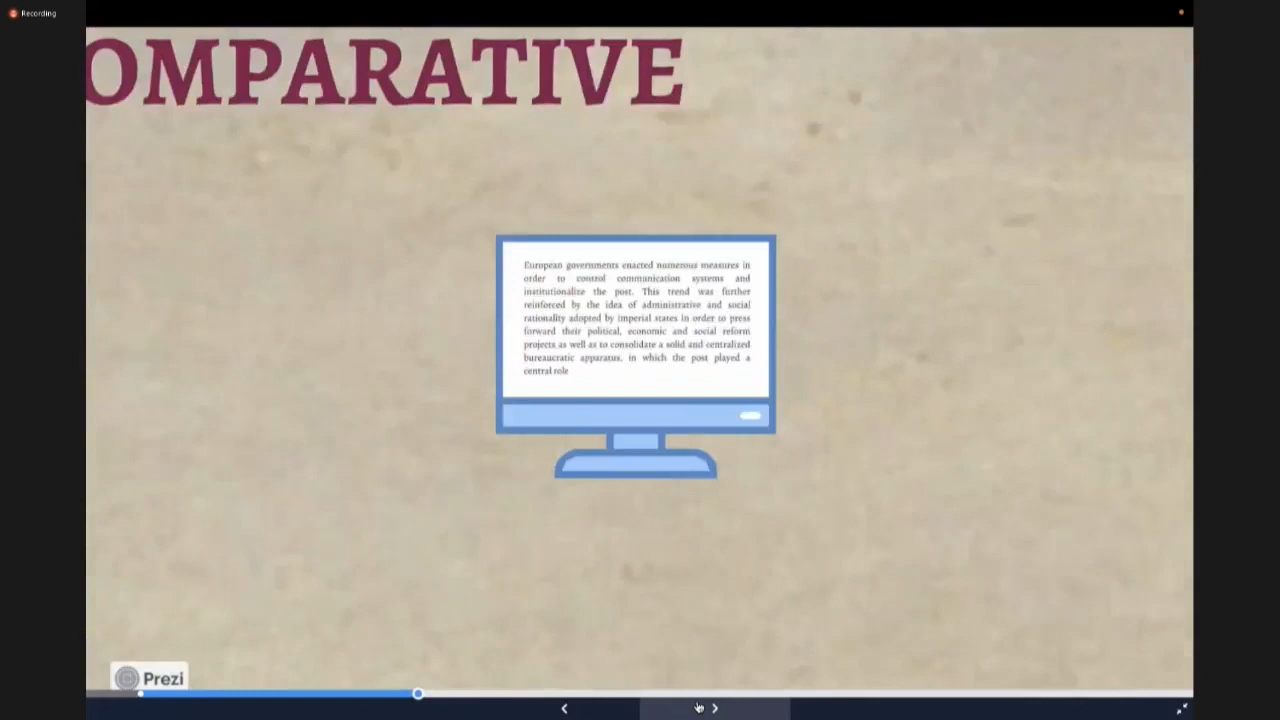 Recording
OMPARATIVE
European governments enacted numerous measures in
order to control communication systems and
institutionalize the post. This trend was further
reinforced by the idea of administrative and social
rationality adopted by imperial states in order to press
forward their political, economic and social reform
projects as well as to consolidate a solid and centralized
bureaucratic apparatus, in which the post played a
central role
Prezi